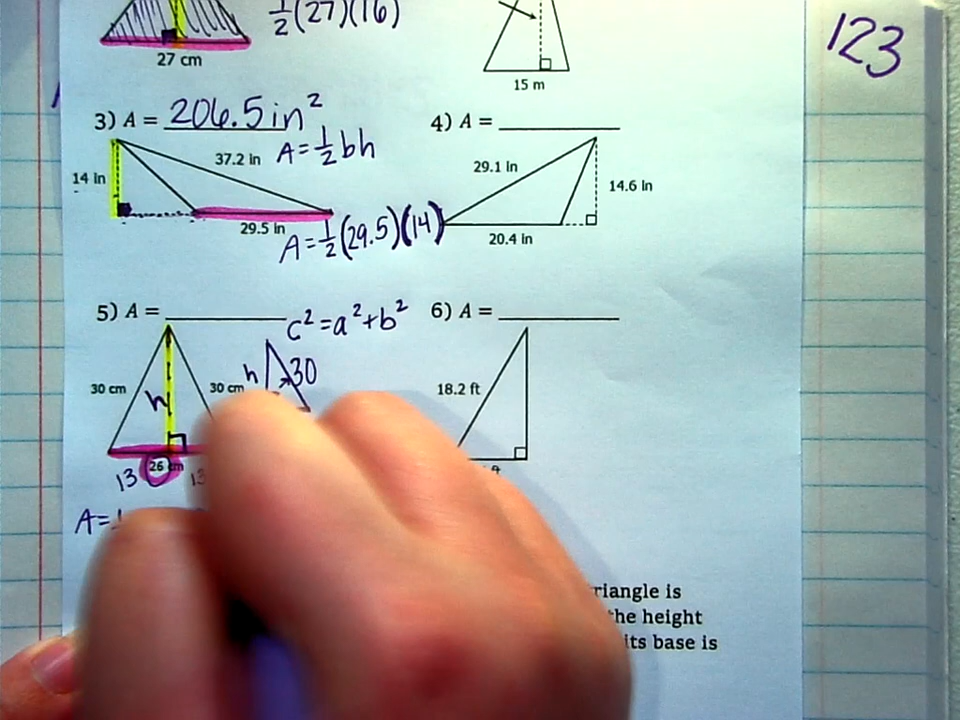 ½(27)(16)
27 cm
15 m
123
3) A = 206.5 in²
A=½bh
14 in
37.2 in
29.5 in
A=½(29.5)(14)
4) A =
29.1 in
14.6 in
20.4 in
5) A =
c²=a²+b²
30 cm
30 cm
h
h
30
13
26 cm
13
A=
6) A =
18.2 ft
riangle is
the height
its base is